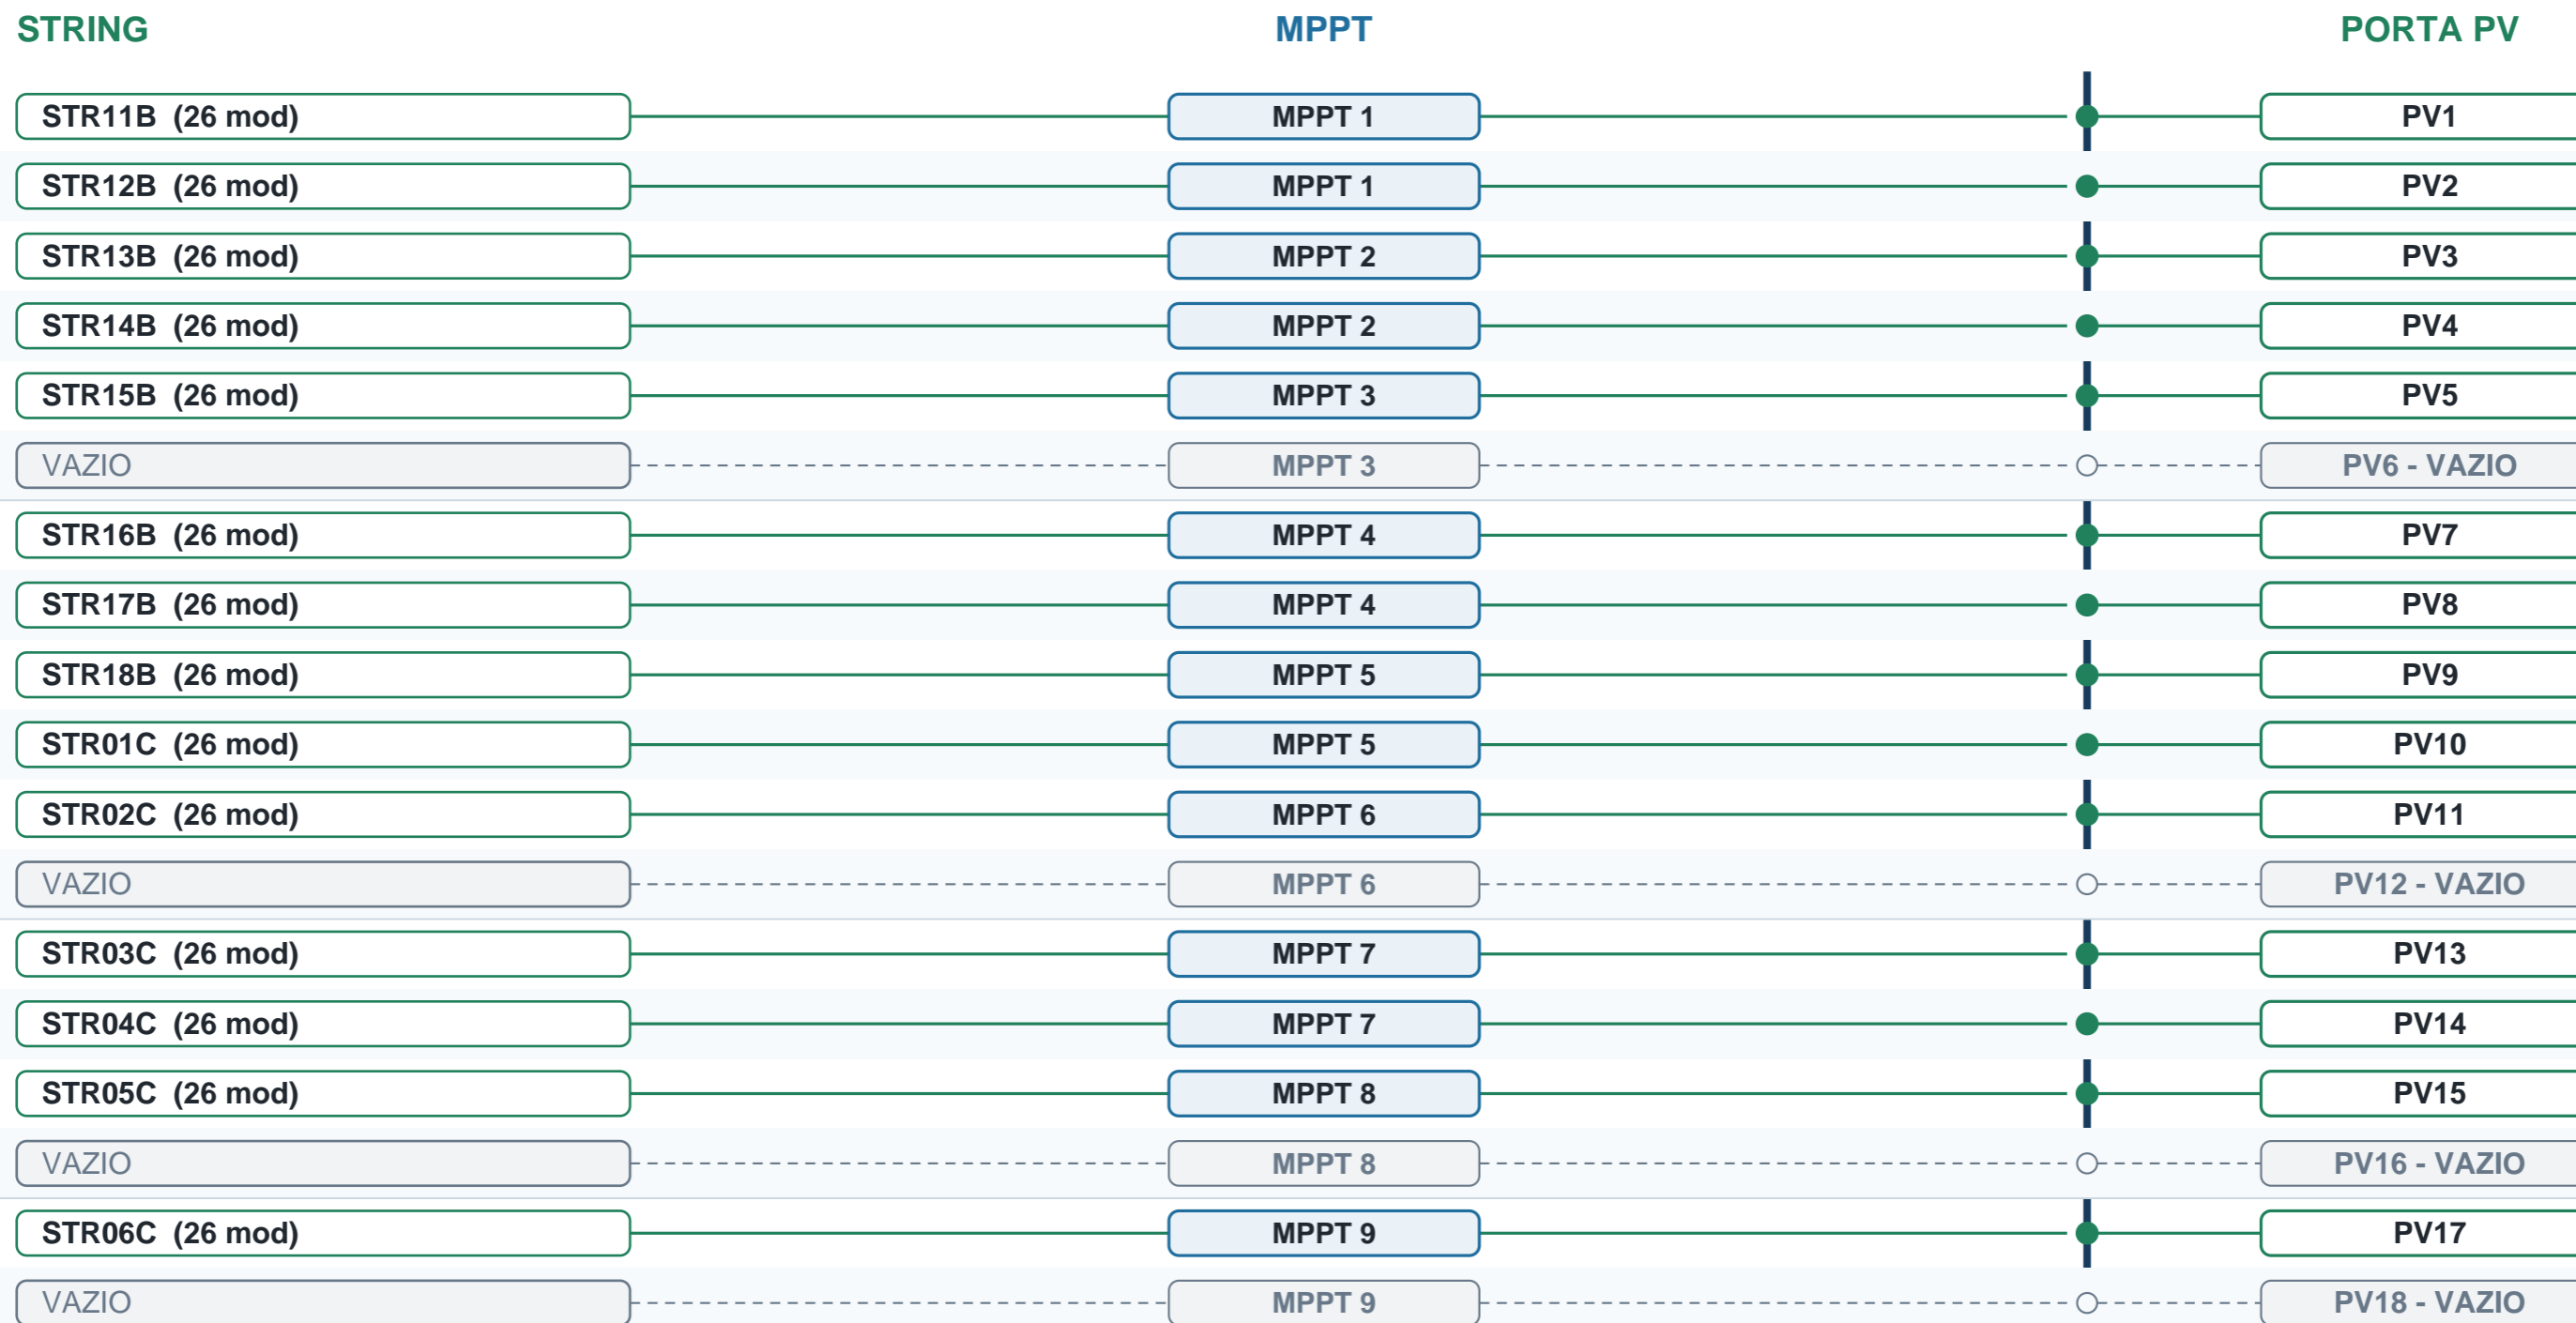 STRING MPPT PORTA PV
STR11B (26 mod) MPPT 1 PV1
STR12B (26 mod) MPPT 1 PV2
STR13B (26 mod) MPPT 2 PV3
STR14B (26 mod) MPPT 2 PV4
STR15B (26 mod) MPPT 3 PV5
VAZIO MPPT 3 PV6 - VAZIO
STR16B (26 mod) MPPT 4 PV7
STR17B (26 mod) MPPT 4 PV8
STR18B (26 mod) MPPT 5 PV9
STR01C (26 mod) MPPT 5 PV10
STR02C (26 mod) MPPT 6 PV11
VAZIO MPPT 6 PV12 - VAZIO
STR03C (26 mod) MPPT 7 PV13
STR04C (26 mod) MPPT 7 PV14
STR05C (26 mod) MPPT 8 PV15
VAZIO MPPT 8 PV16 - VAZIO
STR06C (26 mod) MPPT 9 PV17
VAZIO MPPT 9 PV18 - VAZIO